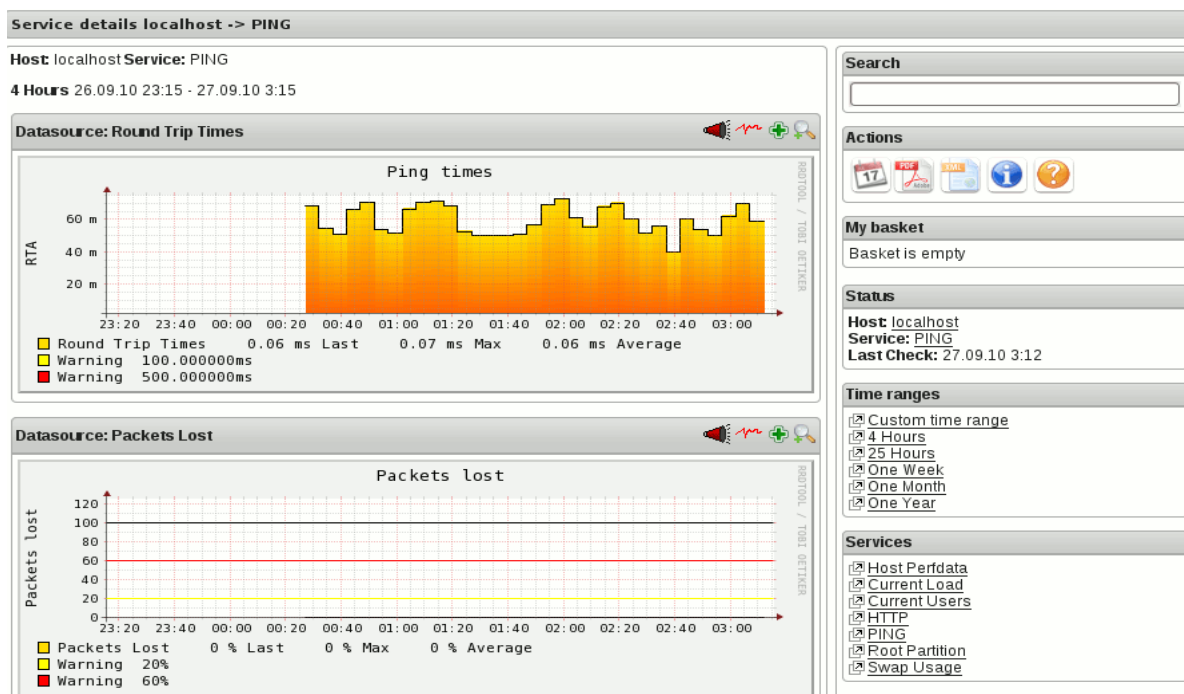 Service details localhost -> PING
Host: localhost Service: PING
4 Hours 26.09.10 23:15 - 27.09.10 3:15
Datasource: Round Trip Times
Ping times
RRDTOOL / TOBI OETIKER
RTA
60 m
40 m
20 m
23:20 23:40 00:00 00:20 00:40 01:00 01:20 01:40 02:00 02:20 02:40 03:00
Round Trip Times 0.06 ms Last 0.07 ms Max 0.06 ms Average
Warning 100.000000ms
Warning 500.000000ms
Datasource: Packets Lost
Packets lost
RRDTOOL / TOBI OETIKER
Packets lost
120
100
80
60
40
20
0
23:20 23:40 00:00 00:20 00:40 01:00 01:20 01:40 02:00 02:20 02:40 03:00
Packets Lost 0 % Last 0 % Max 0 % Average
Warning 20%
Warning 60%
Search
Actions
17
PDF
Adobe
XML
i
?
My basket
Basket is empty
Status
Host: localhost
Service: PING
Last Check: 27.09.10 3:12
Time ranges
Custom time range
4 Hours
25 Hours
One Week
One Month
One Year
Services
Host Perfdata
Current Load
Current Users
HTTP
PING
Root Partition
Swap Usage